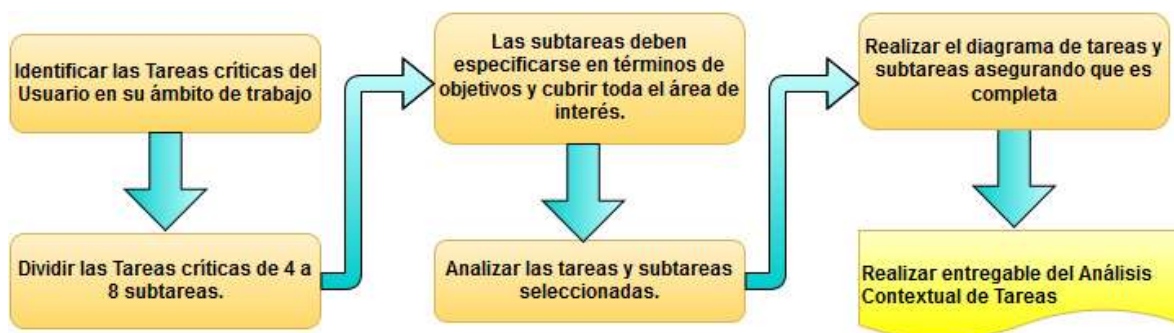 Identificar las Tareas críticas del
Usuario en su ámbito de trabajo
Dividir las Tareas críticas de 4 a
8 subtareas.
Las subtareas deben
especificarse en términos de
objetivos y cubrir toda el área de
interés.
Analizar las tareas y subtareas
seleccionadas.
Realizar el diagrama de tareas y
subtareas asegurando que es
completa
Realizar entregable del Análisis
Contextual de Tareas